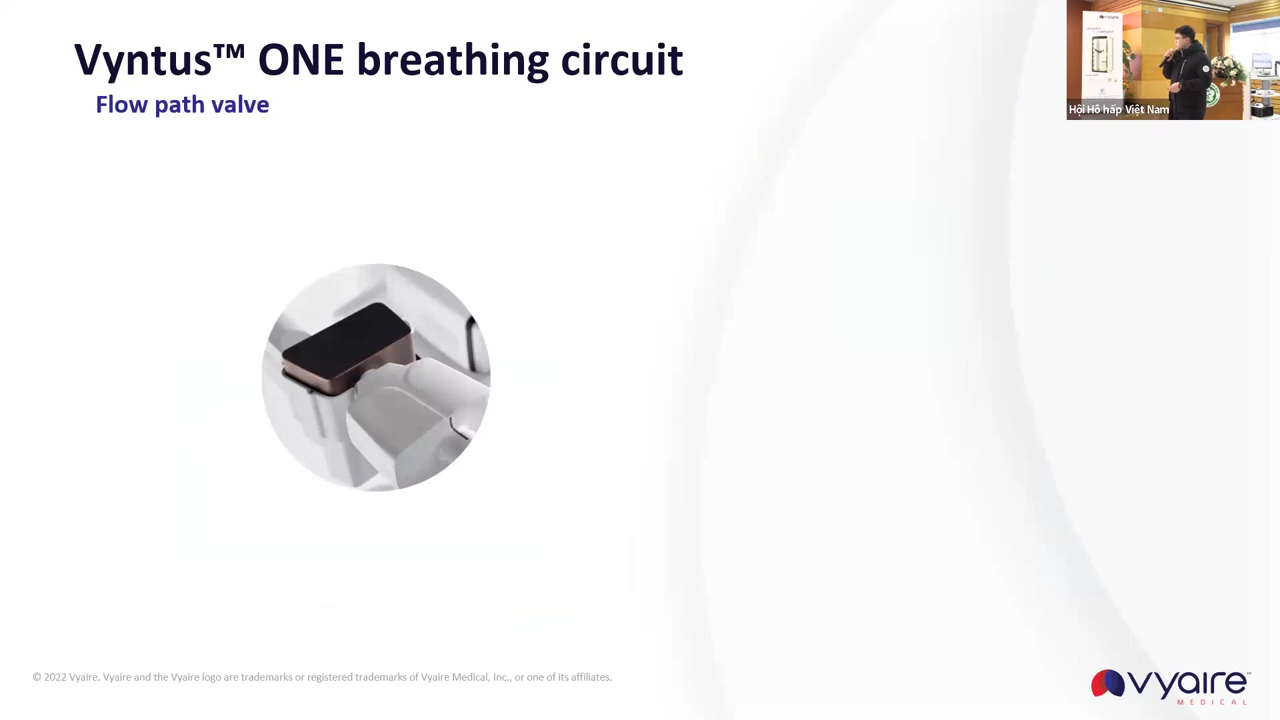 Vyntus™ ONE breathing circuit
Flow path valve
vyaire
Hội Hô hấp Việt Nam
© 2022 Vyaire. Vyaire and the Vyaire logo are trademarks or registered trademarks of Vyaire Medical, Inc., or one of its affiliates.
vyaire™
MEDICAL